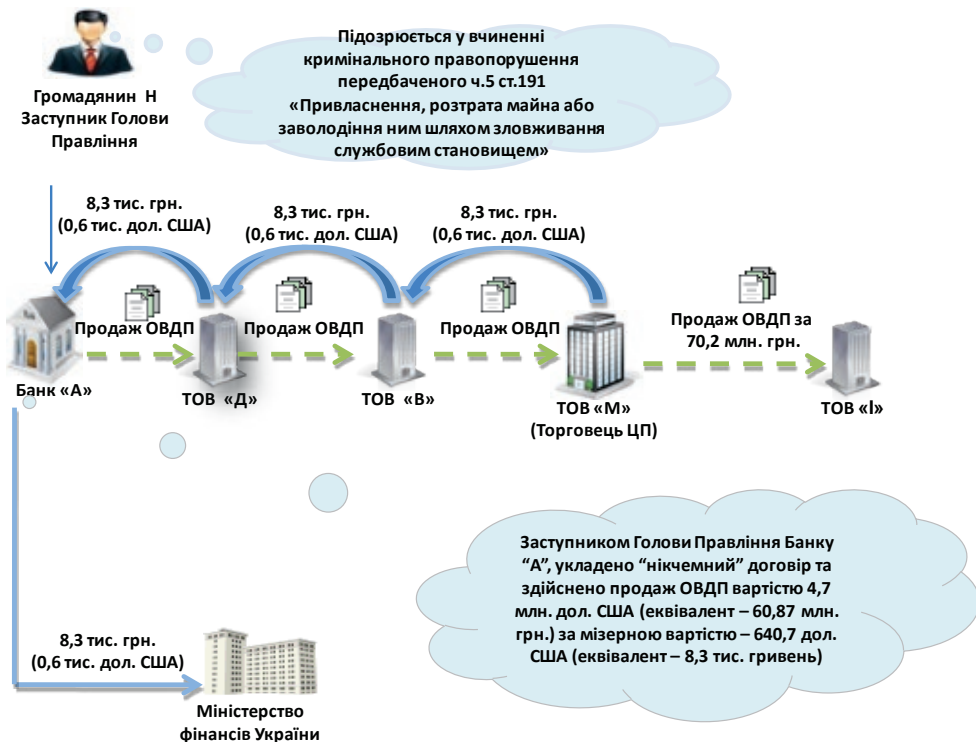 Підозрюється у вчиненні
кримінального правопорушення
передбаченого ч.5 ст.191
«Привласнення, розтрата майна або
заволодіння ним шляхом зловживання
службовим становищем»
Громадянин Н
Заступник Голови
Правління
8,3 тис. грн.
(0,6 тис. дол. США)
8,3 тис. грн.
(0,6 тис. дол. США)
8,3 тис. грн.
(0,6 тис. дол. США)
Продаж ОВДП
Продаж ОВДП
Продаж ОВДП
Продаж ОВДП за
70,2 млн. грн.
Банк «А»
ТОВ «Д»
ТОВ «В»
ТОВ «М»
(Торговець ЦП)
ТОВ «І»
Заступником Голови Правління Банку
“А”, укладено “нікчемний” договір та
здійснено продаж ОВДП вартістю 4,7
млн. дол. США (еквівалент – 60,87 млн.
грн.) за мізерною вартістю – 640,7 дол.
США (еквівалент – 8,3 тис. гривень)
8,3 тис. грн.
(0,6 тис. дол. США)
Міністерство
фінансів України